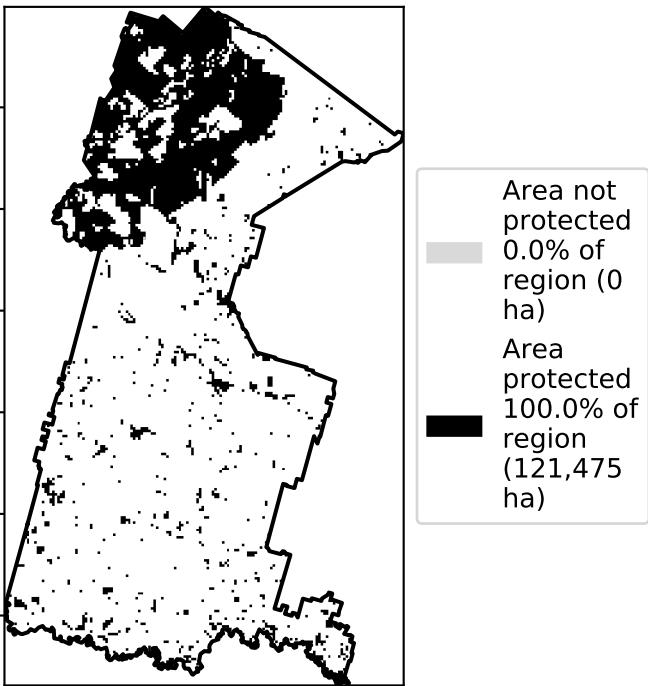 Area not
protected
0.0% of
region (0
ha)
Area
protected
100.0% of
region
(121,475
ha)